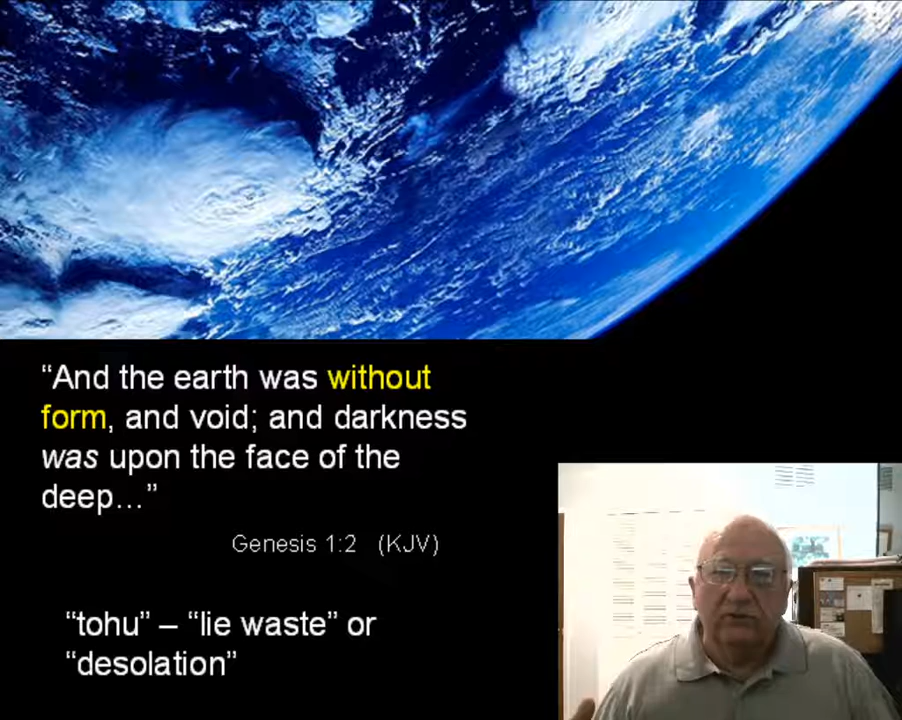 “And the earth was without
form, and void; and darkness
was upon the face of the
deep…”
Genesis 1:2 (KJV)
“tohu” – “lie waste” or
“desolation”